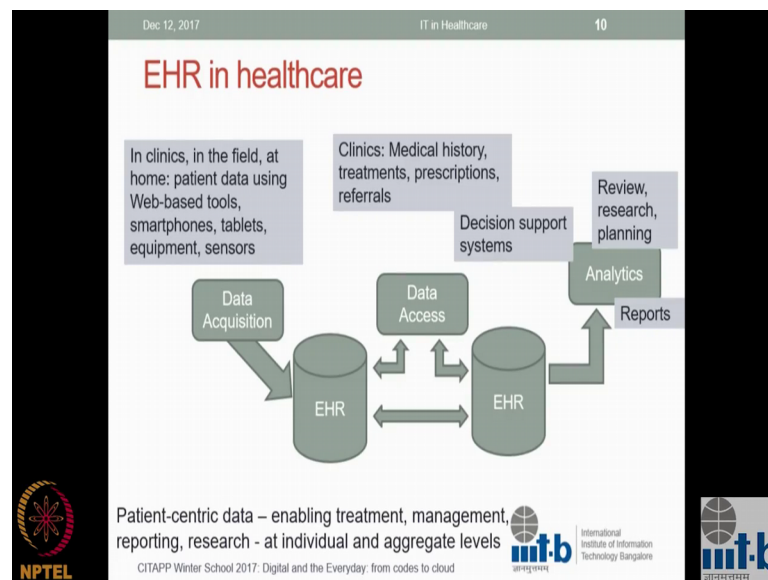 Dec 12, 2017
IT in Healthcare
10
EHR in healthcare
In clinics, in the field, at
home: patient data using
Web-based tools,
smartphones, tablets,
equipment, sensors
Clinics: Medical history,
treatments, prescriptions,
referrals
Decision support
systems
Review,
research,
planning
Data
Acquisition
Data
Access
Analytics
Reports
EHR
EHR
Patient-centric data – enabling treatment, management,
reporting, research - at individual and aggregate levels
CITAPP Winter School 2017: Digital and the Everyday: from codes to cloud
iiit-b
ज्ञानमुत्तमम्
International
Institute of Information
Technology Bangalore
NPTEL
iiit-b
ज्ञानमुत्तमम्